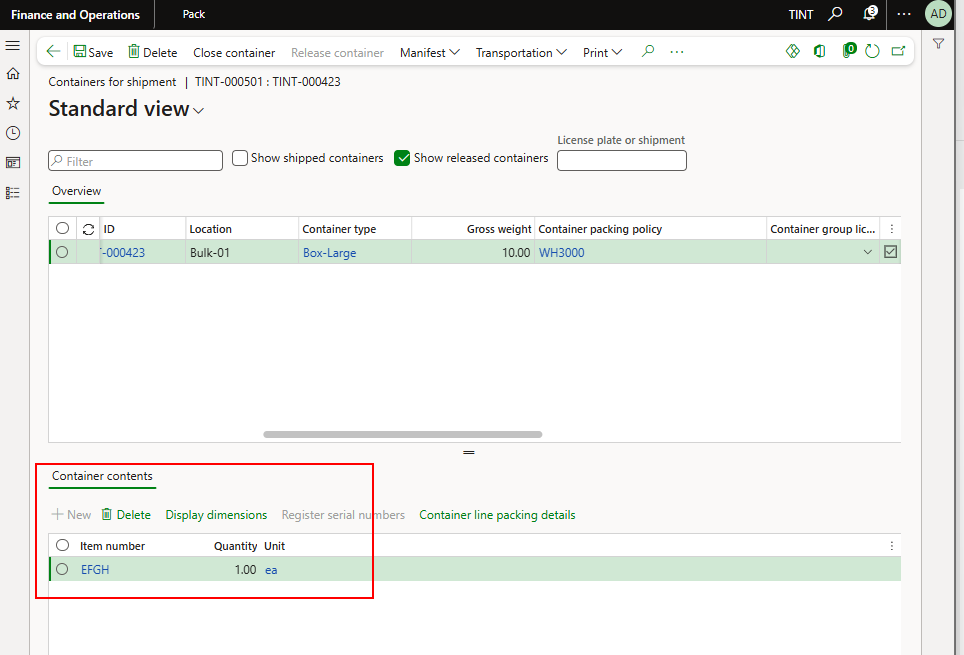 Finance and Operations Pack TINT 3 AD
Save Delete Close container Release container Manifest Transportation Print 0
Containers for shipment | TINT-000501 : TINT-000423
Standard view
License plate or shipment
Filter Show shipped containers Show released containers
Overview
ID Location Container type Gross weight Container packing policy Container group lic...
-000423 Bulk-01 Box-Large 10.00 WH3000
Container contents
New Delete Display dimensions Register serial numbers Container line packing details
Item number Quantity Unit
EFGH 1.00 ea